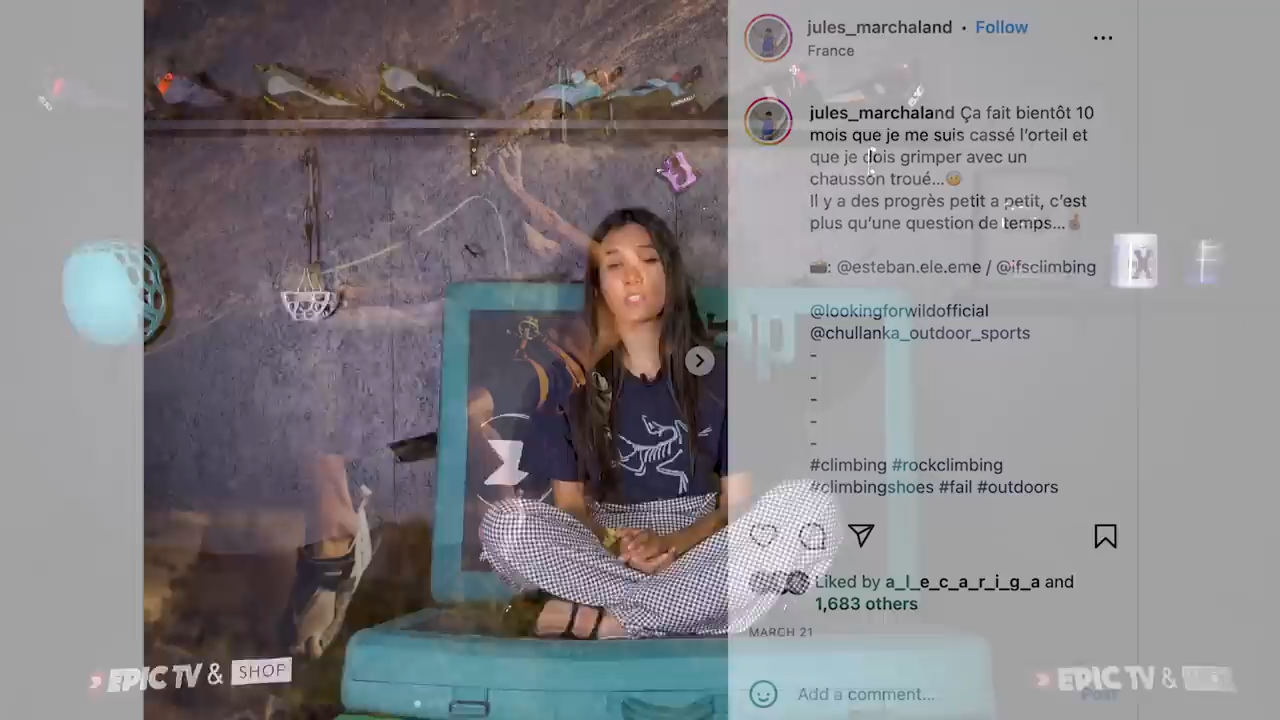 jules_marchaland • Follow
France
jules_marchaland Ça fait bientôt 10
mois que je me suis cassé l’orteil et
que je dois grimper avec un
chausson troué...🤕
Il y a des progrès petit a petit, c’est
plus qu’une question de temps...🤞🏽
📷: @esteban.ele.eme / @ifsclimbing
@lookingforwildofficial
@chullanka_outdoor_sports
-
-
-
-
-
#climbing #rockclimbing
#climbingshoes #fail #outdoors
Liked by a_l_e_c_a_r_i_g_a and
1,683 others
MARCH 21
Add a comment...
EPIC TV & SHOP
EPIC TV &
Post